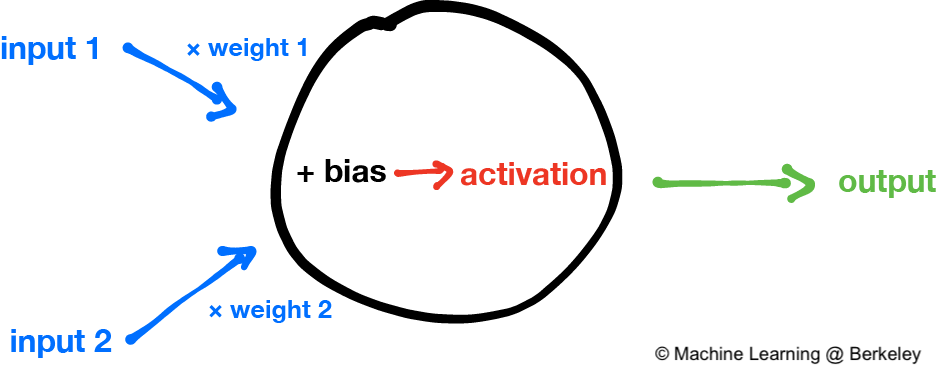 input 1
× weight 1
+ bias
activation
output
× weight 2
input 2
© Machine Learning @ Berkeley